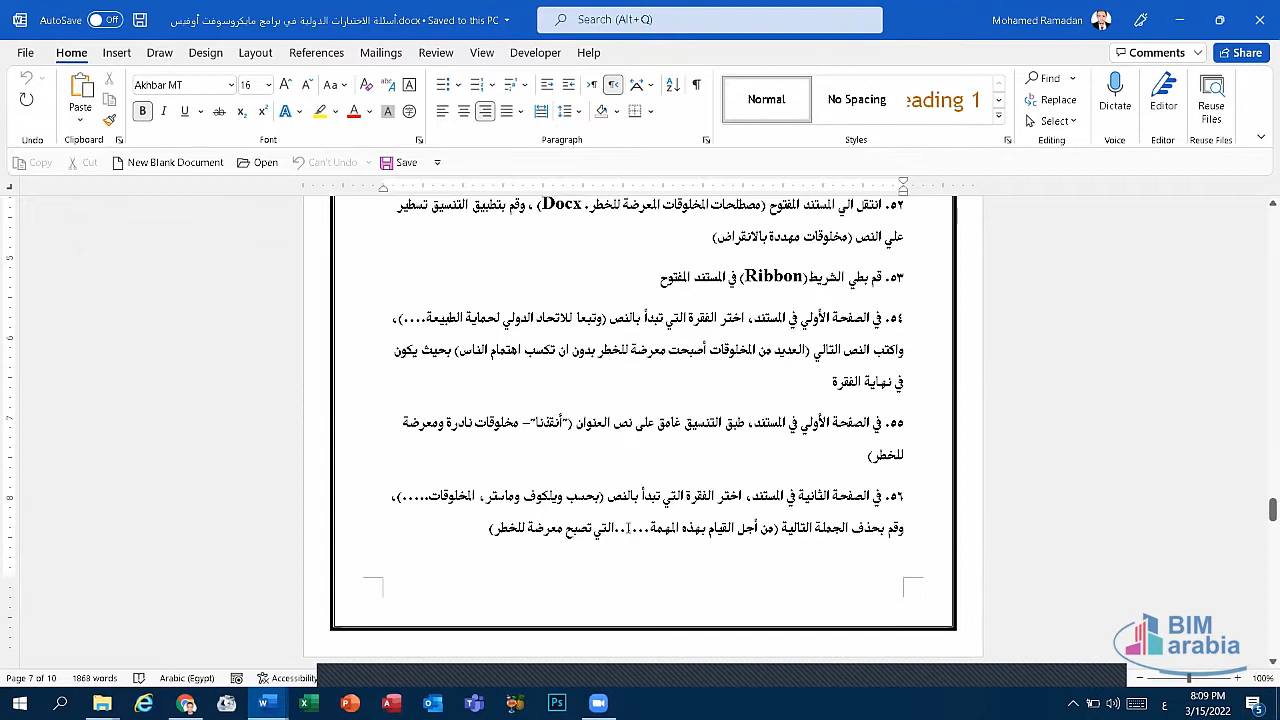 AutoSave Off أسئلة الاختبارات الدولية في برامج مايكروسوفت أوفيس.docx • Saved to this PC
Search (Alt+Q)
Mohamed Ramadan
File Home Insert Draw Design Layout References Mailings Review View Developer Help
Comments Share
Akhbar MT 16
Paste
Normal No Spacing eading 1
Find
Replace
Select
Dictate
Editor
Reuse Files
Undo Clipboard Font Paragraph Styles Editing Voice Editor Reuse Files
Copy Cut New Blank Document Open Can't Undo Save
٥٢. انتقل الي المستند المفتوح (مصطلحات المخلوقات المعرضة للخطر. Docx) ، وقم بتطبيق التنسيق تسطير
علي النص (مخلوقات مهددة بالانقراض)
٥٣. قم بطي الشريط(Ribbon) في المستند المفتوح
٥٤. في الصفحة الأولي في المستند، اختر الفقرة التي تبدأ بالنص (وتبعا للاتحاد الدولي لحماية الطبيعة....)،
واكتب النص التالي (العديد من المخلوقات أصبحت معرضة للخطر بدون ان تكسب اهتمام الناس) بحيث يكون
في نهاية الفقرة
٥٥. في الصفحة الأولي في المستند، طبق التنسيق غامق على نص العنوان ("أنقذنا"– مخلوقات نادرة ومعرضة
للخطر)
٥٦. في الصفحة الثانية في المستند، اختر الفقرة التي تبدأ بالنص (بحسب ويلكوف وماستر، المخلوقات.....)،
وقم بحذف الجملة التالية (من أجل القيام بهذه المهمة......التي تصبح معرضة للخطر)
BIM
arabia
Page 7 of 10 1868 words Arabic (Egypt) Accessibility
100%
8:09 PM
3/15/2022